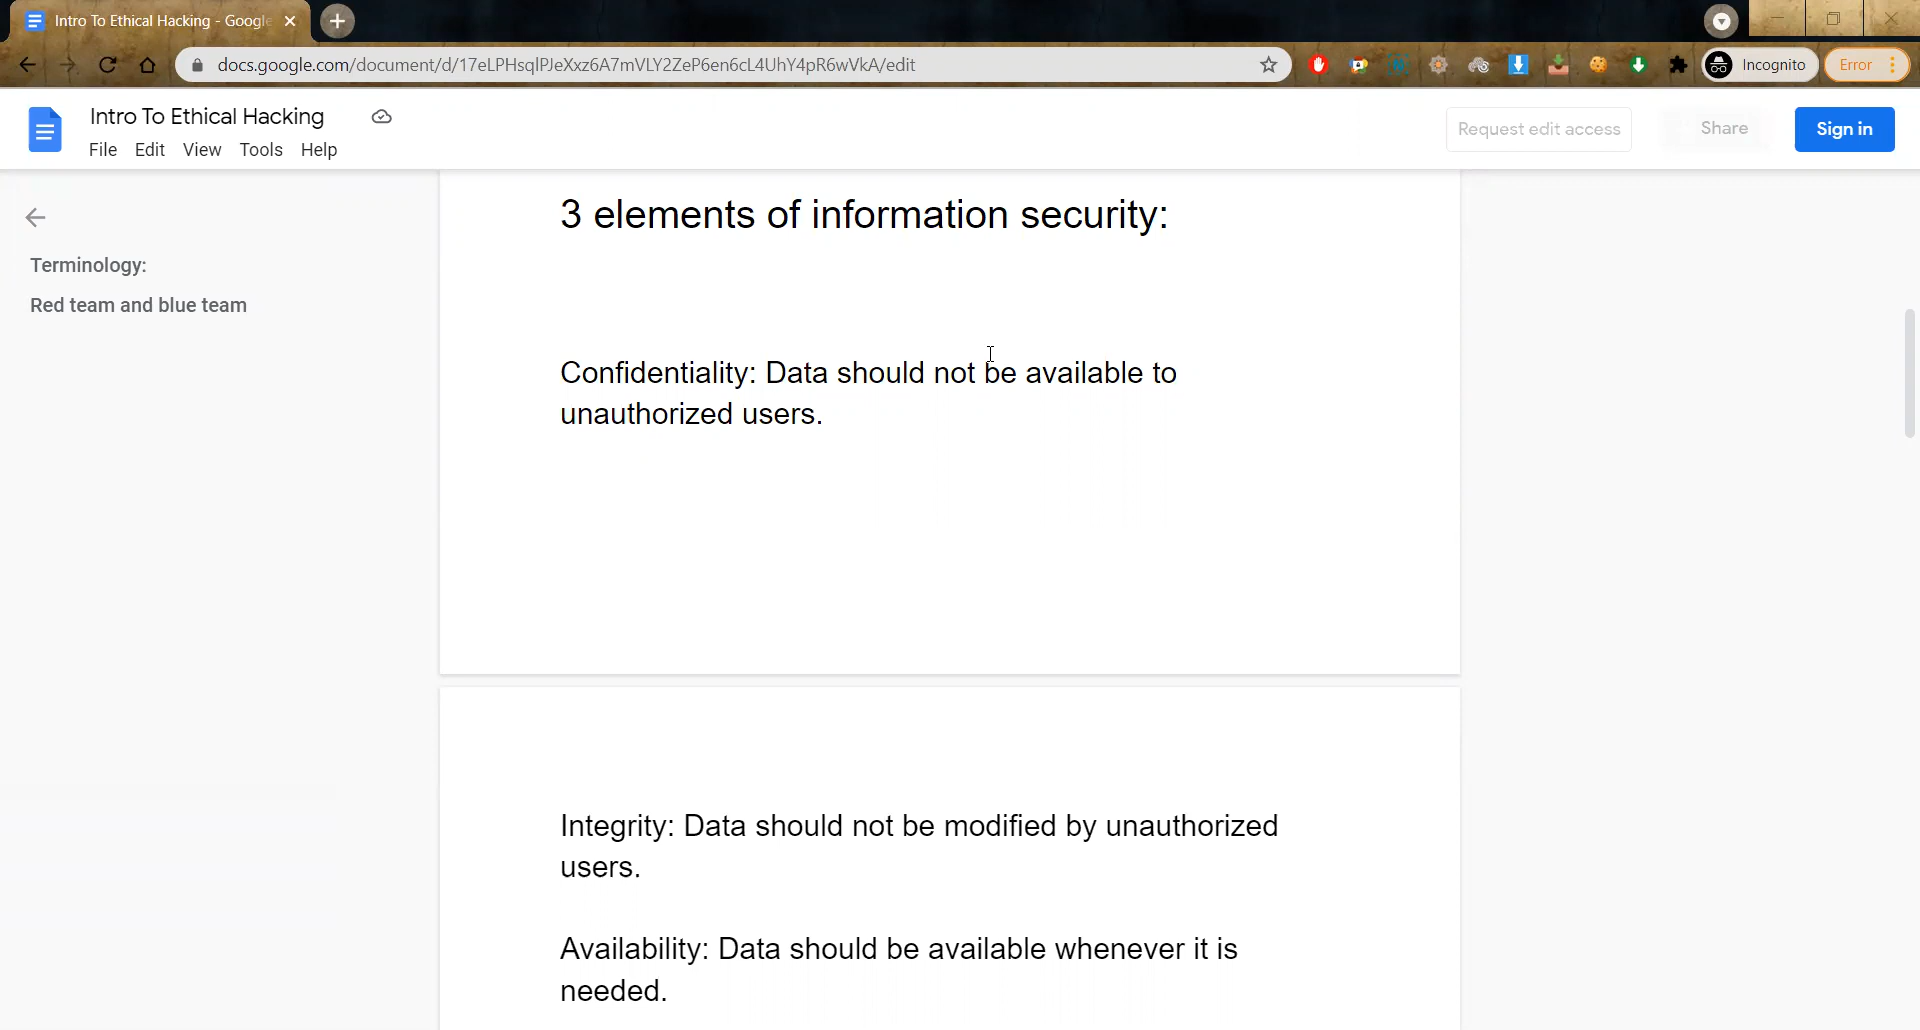 Intro To Ethical Hacking - Google
docs.google.com/document/d/17eLPHsqlPJeXxz6A7mVLY2ZeP6en6cL4UhY4pR6wVkA/edit
Incognito
Error
Intro To Ethical Hacking
File Edit View Tools Help
Request edit access
Share
Sign in
Terminology:
Red team and blue team
3 elements of information security:
Confidentiality: Data should not be available to
unauthorized users.
Integrity: Data should not be modified by unauthorized
users.
Availability: Data should be available whenever it is
needed.